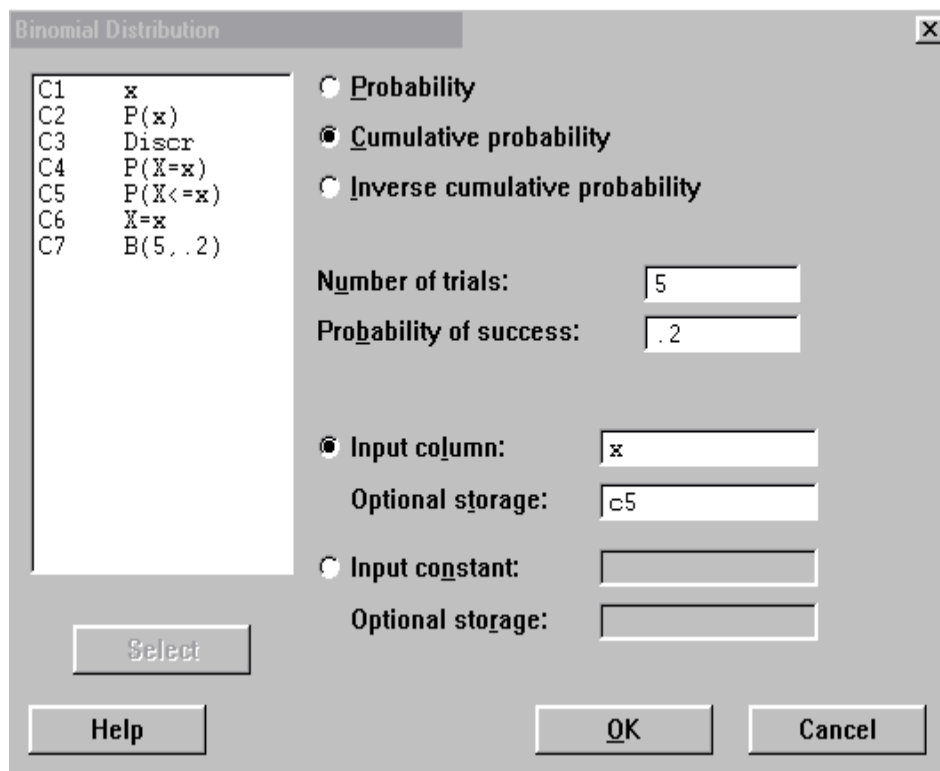 Binomial Distribution
C1 x
C2 P(x)
C3 Discr
C4 P(X=x)
C5 P(X<=x)
C6 X=x
C7 B(5,.2)
Probability
Cumulative probability
Inverse cumulative probability
Number of trials: 5
Probability of success: .2
Input column: x
Optional storage: c5
Input constant:
Optional storage:
Select
Help
OK
Cancel